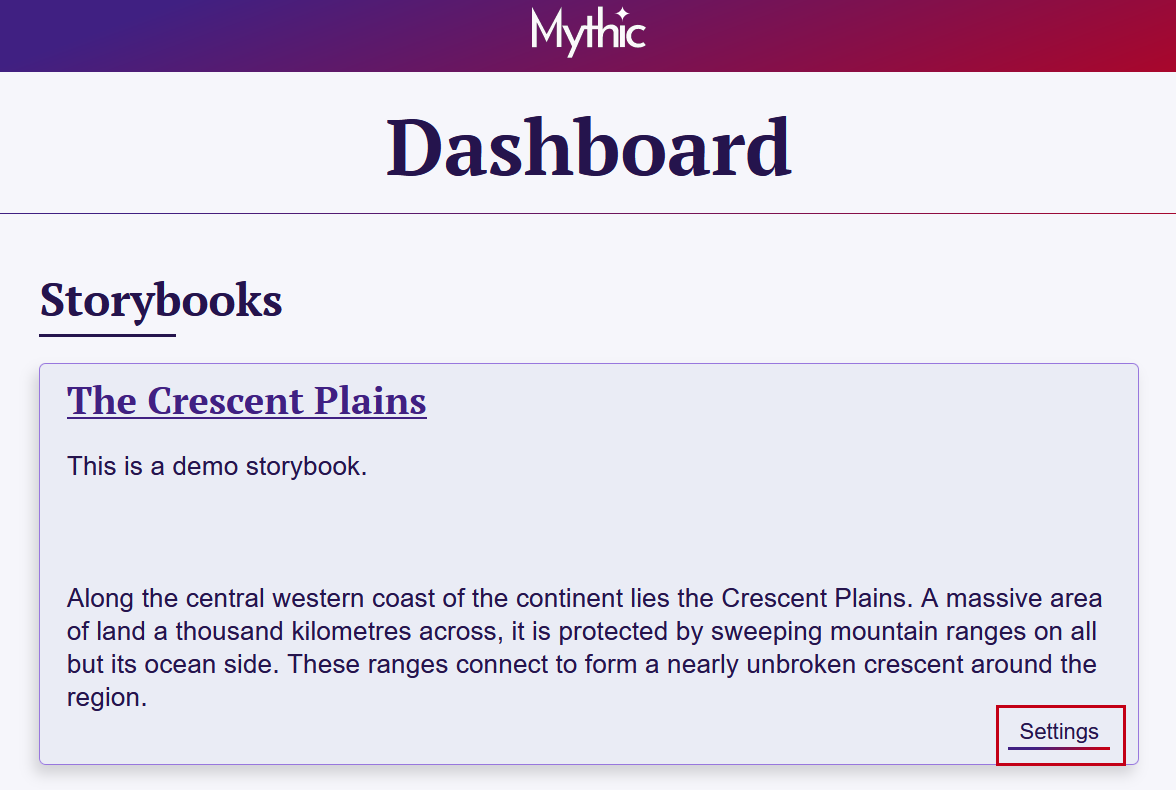 Mythic
Dashboard
Storybooks
The Crescent Plains
This is a demo storybook.
Along the central western coast of the continent lies the Crescent Plains. A massive area
of land a thousand kilometres across, it is protected by sweeping mountain ranges on all
but its ocean side. These ranges connect to form a nearly unbroken crescent around the
region.
Settings